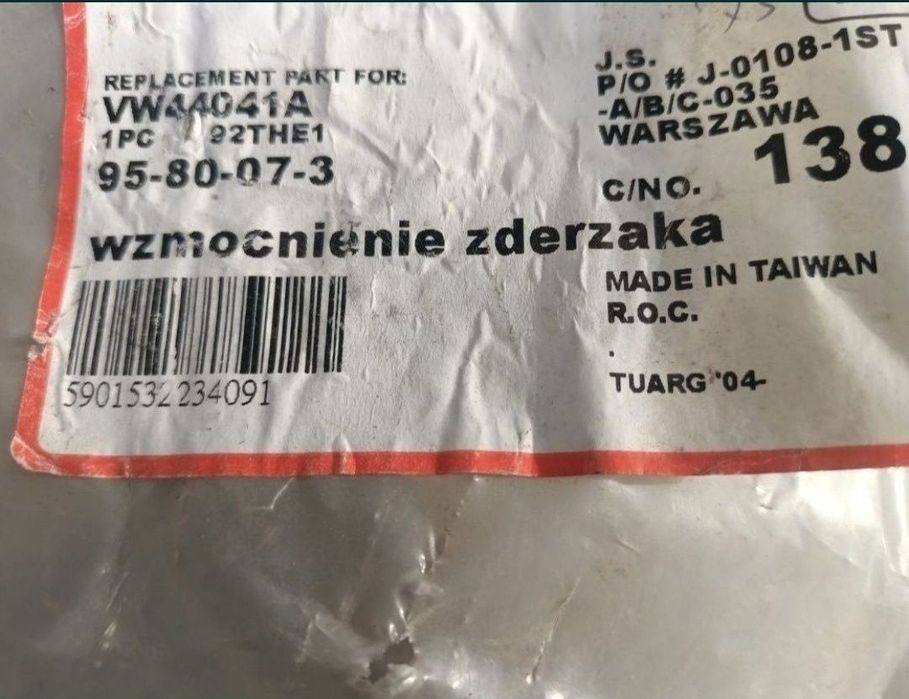 REPLACEMENT PART FOR:
VW44041A
1PC 92THE1
95-80-07-3
wzmocnienie zderzaka
5901532234091
J.S.
P/O # J-0108-1ST
-A/B/C-035
WARSZAWA
C/NO. 138
MADE IN TAIWAN
R.O.C.
.
TUARG '04-